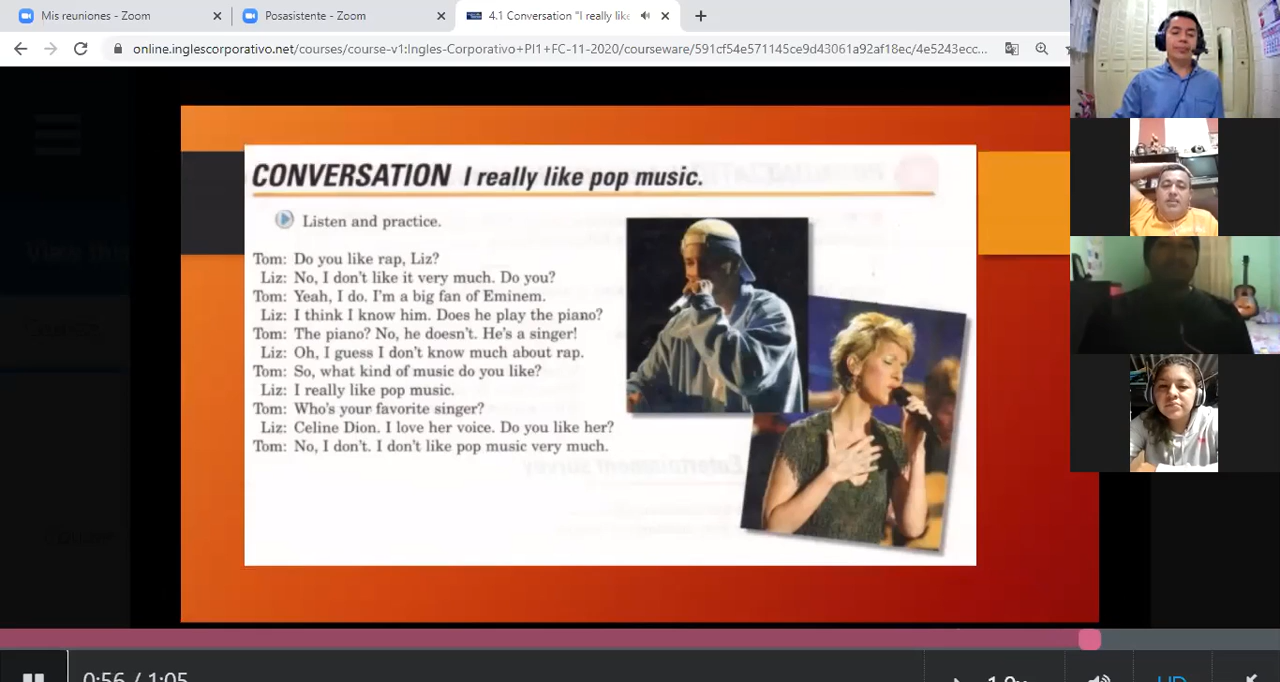 Mis reuniones - Zoom
Posasistente - Zoom
4.1 Conversation "I really like
online.inglescorporativo.net/courses/course-v1:Ingles-Corporativo+PI1+FC-11-2020/courseware/591cf54e571145ce9d43061a92af18ec/4e5243ecc...
CONVERSATION I really like pop music.
Listen and practice.
Tom: Do you like rap, Liz?
Liz: No, I don't like it very much. Do you?
Tom: Yeah, I do. I'm a big fan of Eminem.
Liz: I think I know him. Does he play the piano?
Tom: The piano? No, he doesn't. He's a singer!
Liz: Oh, I guess I don't know much about rap.
Tom: So, what kind of music do you like?
Liz: I really like pop music.
Tom: Who's your favorite singer?
Liz: Celine Dion. I love her voice. Do you like her?
Tom: No, I don't. I don't like pop music very much.
0:56 / 1:05
1.0x
HD